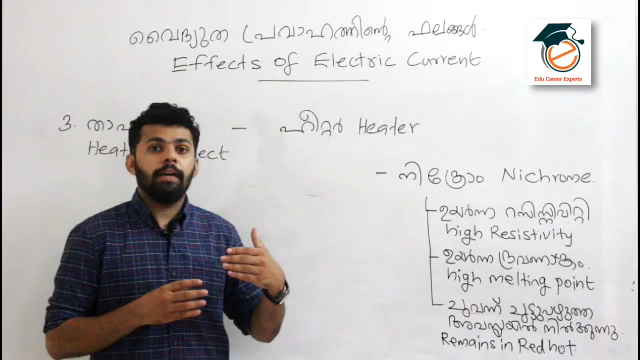 വൈദ്യുത പ്രവാഹത്തിന്റെ ഫലങ്ങൾ.
Effects of Electric Current
Edu Career Experts
3. താപ — ഹീറ്റർ Heater
Heat ect
– നിക്രോം Nichrome.
ഉയർന്ന റസിസ്റ്റിവിറ്റി
high Resistivity
ഉയർന്ന ദ്രവണാങ്കം.
high melting point
ചുവന്ന് ചുട്ടുപഴുത്ത
അവസ്ഥയിൽ നിൽക്കുന്നു.
Remains in Red hot.